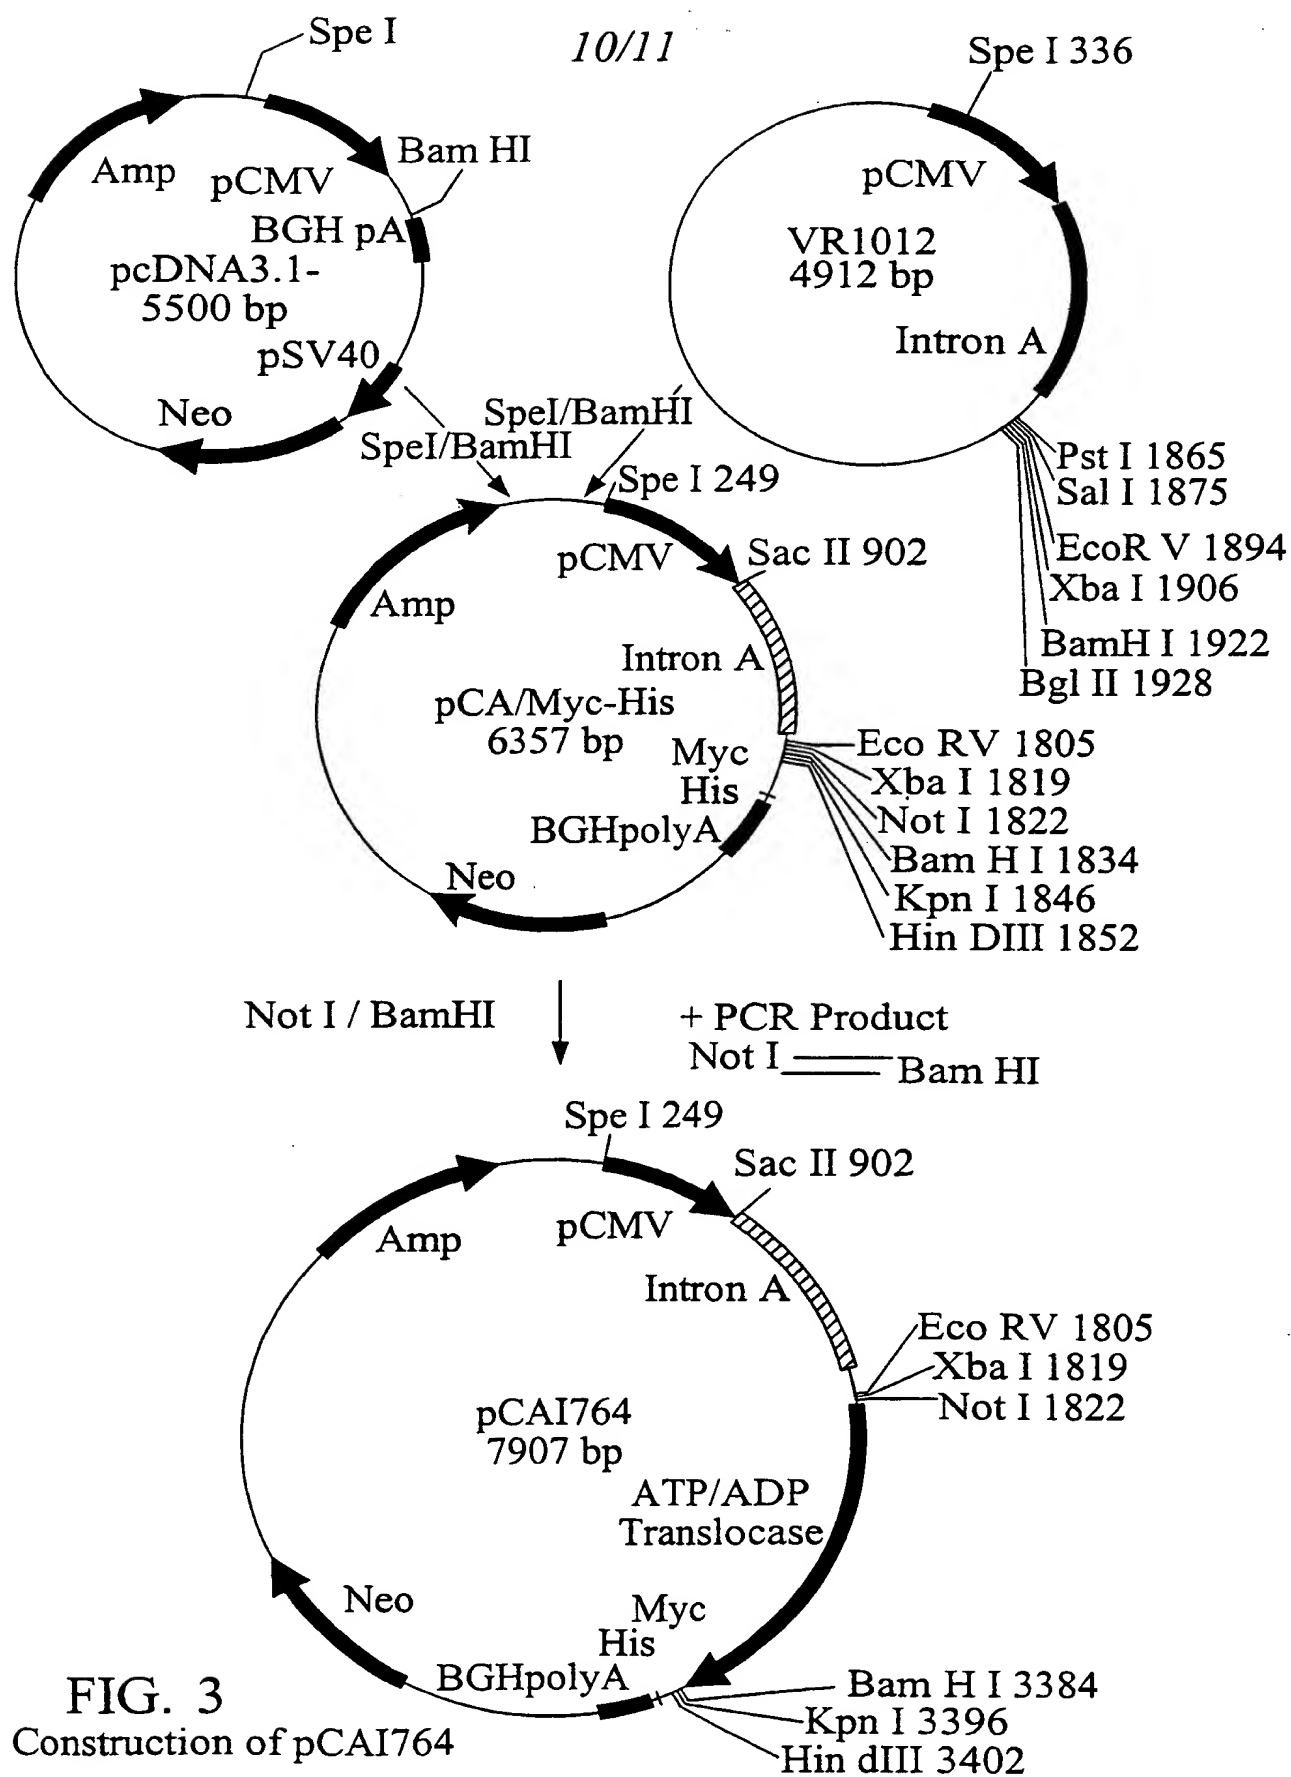 10/11
Spe I
Amp
pCMV
Bam HI
BGH pA
pcDNA3.1-
5500 bp
pSV40
Neo
SpeI/BamHI
Spe I 336
pCMV
VR1012
4912 bp
Intron A
SpeI/BamHI
Pst I 1865
Sal I 1875
EcoR V 1894
Xba I 1906
BamH I 1922
Bgl II 1928
Spe I 249
pCMV
Sac II 902
Amp
Intron A
pCA/Myc-His
6357 bp
Myc
His
BGHpolyA
Neo
Eco RV 1805
Xba I 1819
Not I 1822
Bam H I 1834
Kpn I 1846
Hin DIII 1852
Not I / BamHI
+ PCR Product
Not I
Bam HI
Spe I 249
Sac II 902
Amp
pCMV
Intron A
Eco RV 1805
Xba I 1819
Not I 1822
pCAI764
7907 bp
ATP/ADP
Translocase
Neo
Myc
His
BGHpolyA
Bam H I 3384
Kpn I 3396
Hin dIII 3402
FIG. 3
Construction of pCAI764